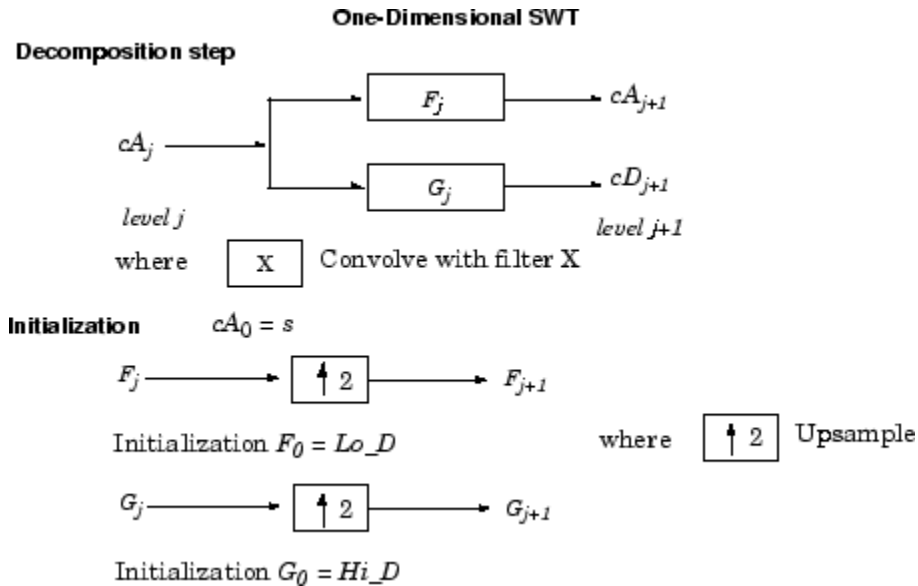 One-Dimensional SWT
Decomposition step
F_j
cA_{j+1}
cA_j
G_j
cD_{j+1}
level j
level j+1
where X Convolve with filter X
Initialization cA_0 = s
F_j ↑ 2 F_{j+1}
Initialization F_0 = Lo_D where ↑ 2 Upsample
G_j ↑ 2 G_{j+1}
Initialization G_0 = Hi_D